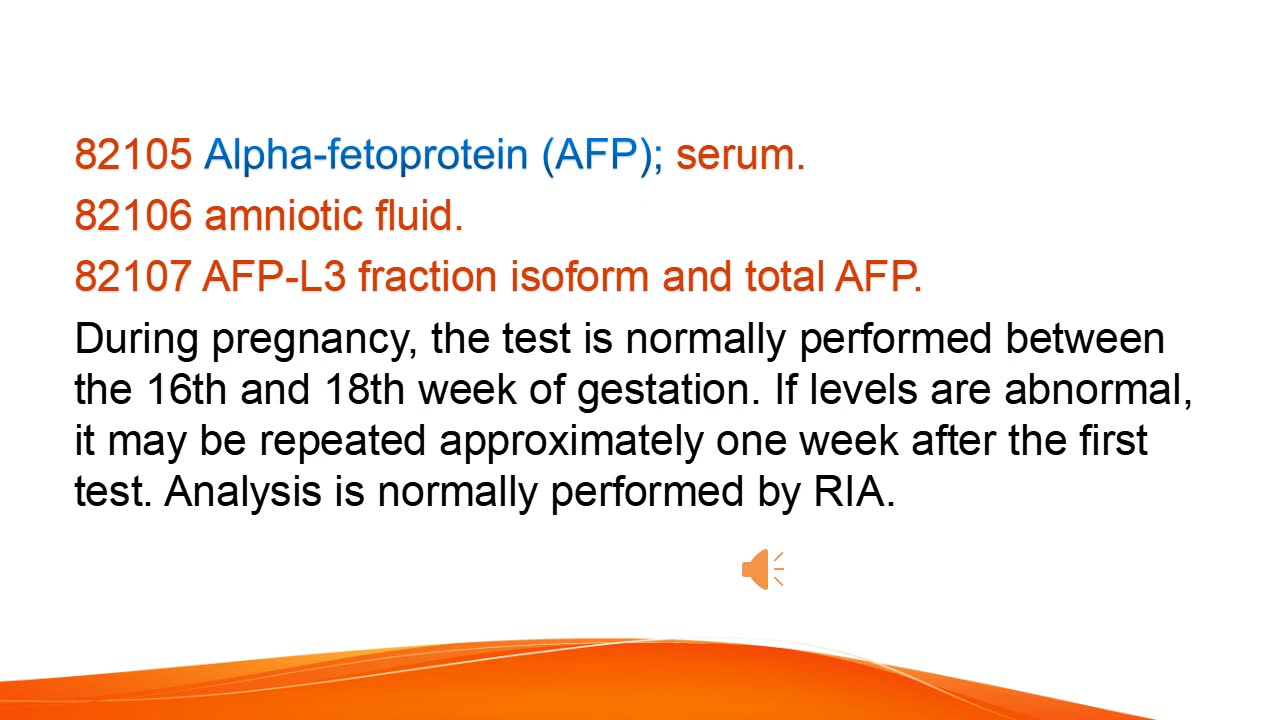 82105 Alpha-fetoprotein (AFP); serum.
82106 amniotic fluid.
82107 AFP-L3 fraction isoform and total AFP.
During pregnancy, the test is normally performed between
the 16th and 18th week of gestation. If levels are abnormal,
it may be repeated approximately one week after the first
test. Analysis is normally performed by RIA.